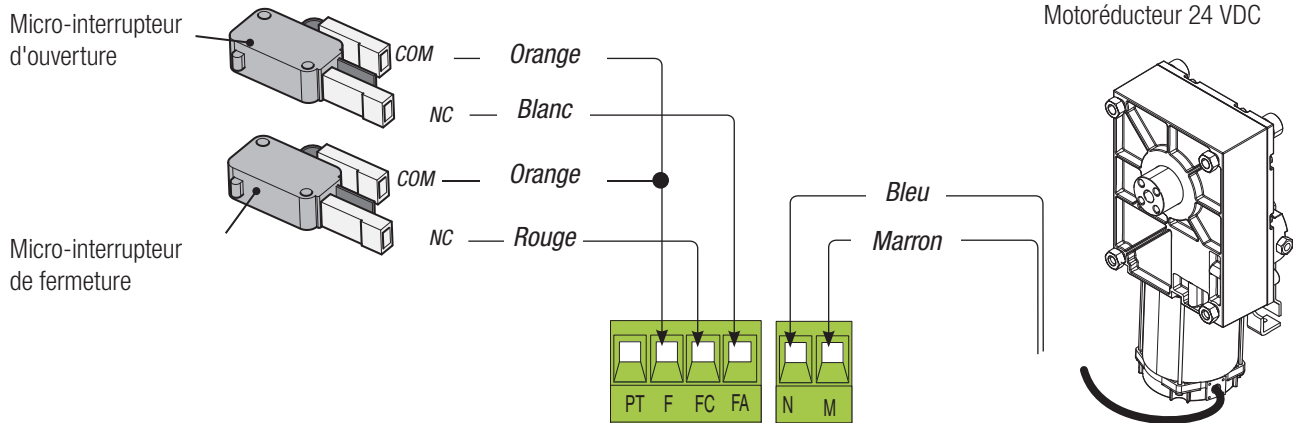 Micro-interrupteur
d'ouverture
COM
Orange
NC
Blanc
COM
Orange
NC
Rouge
Micro-interrupteur
de fermeture
Motoréducteur 24 VDC
Bleu
Marron
PT F FC FA
N M